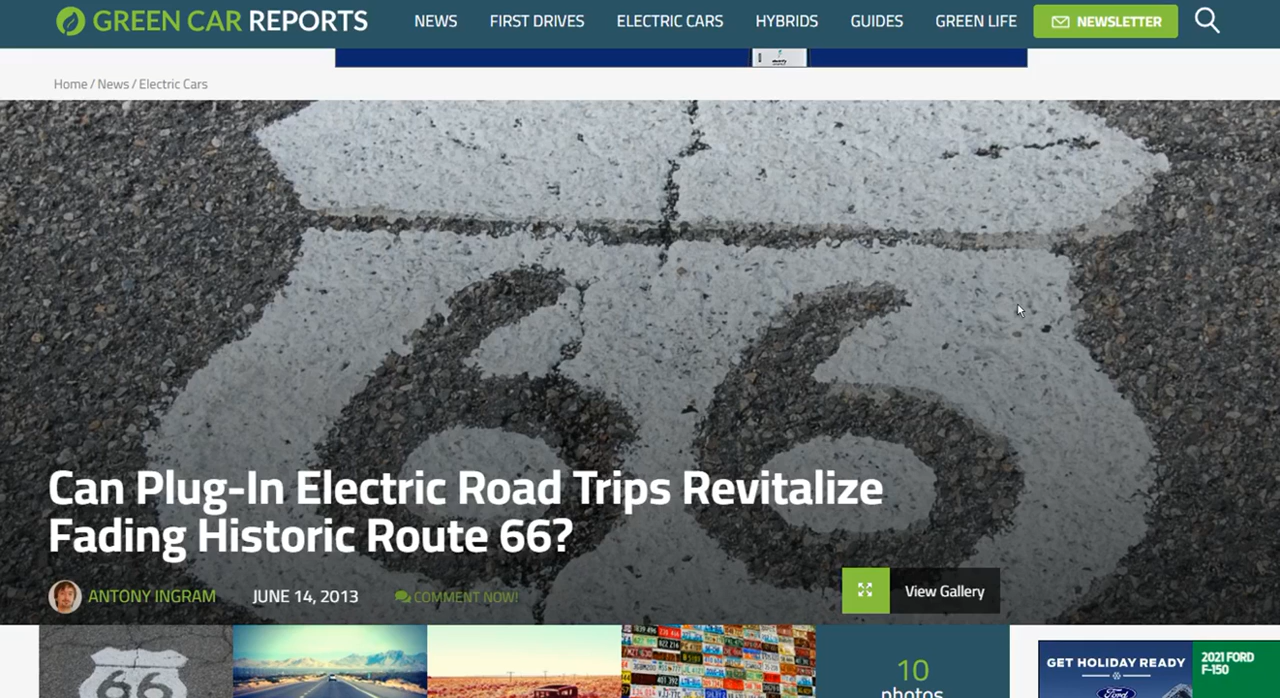 GREEN CAR REPORTS
NEWS FIRST DRIVES ELECTRIC CARS HYBRIDS GUIDES GREEN LIFE NEWSLETTER
Home / News / Electric Cars
66
Can Plug-In Electric Road Trips Revitalize
Fading Historic Route 66?
ANTONY INGRAM JUNE 14, 2013 COMMENT NOW!
View Gallery
66
10
photos
GET HOLIDAY READY
Ford
2021 FORD
F-150